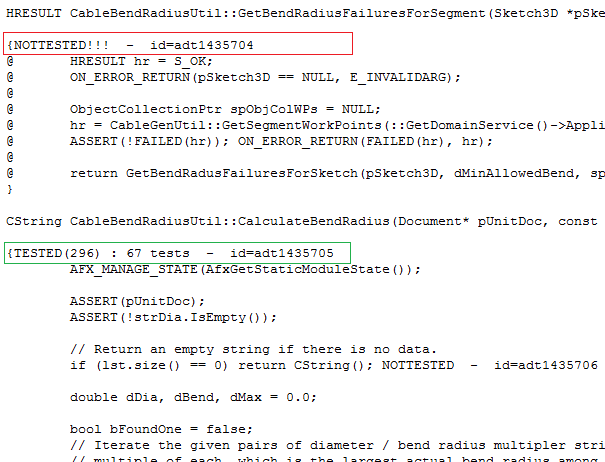 HRESULT CableBendRadiusUtil::GetBendRadiusFailuresForSegment(Sketch3D *pSke
{NOTTESTED!!!  -  id=adt1435704
@       HRESULT hr = S_OK;
@       ON_ERROR_RETURN(pSketch3D == NULL, E_INVALIDARG);
@
@       ObjectCollectionPtr spObjColWPs = NULL;
@       hr = CableGenUtil::GetSegmentWorkPoints(::GetDomainService()->Appli
@       ASSERT(!FAILED(hr)); ON_ERROR_RETURN(FAILED(hr), hr);
@
@       return GetBendRadusFailuresForSketch(pSketch3D, dMinAllowedBend, sp
}
CString CableBendRadiusUtil::CalculateBendRadius(Document* pUnitDoc, const
{TESTED(296) : 67 tests  -  id=adt1435705
        AFX_MANAGE_STATE(AfxGetStaticModuleState());
        ASSERT(pUnitDoc);
        ASSERT(!strDia.IsEmpty());
        // Return an empty string if there is no data.
        if (lst.size() == 0) return CString(); NOTTESTED  -  id=adt1435706
        double dDia, dBend, dMax = 0.0;
        bool bFoundOne = false;
        // Iterate the given pairs of diameter / bend radius multipler stri
        // multiple of each, which is the largest actual bend radius among